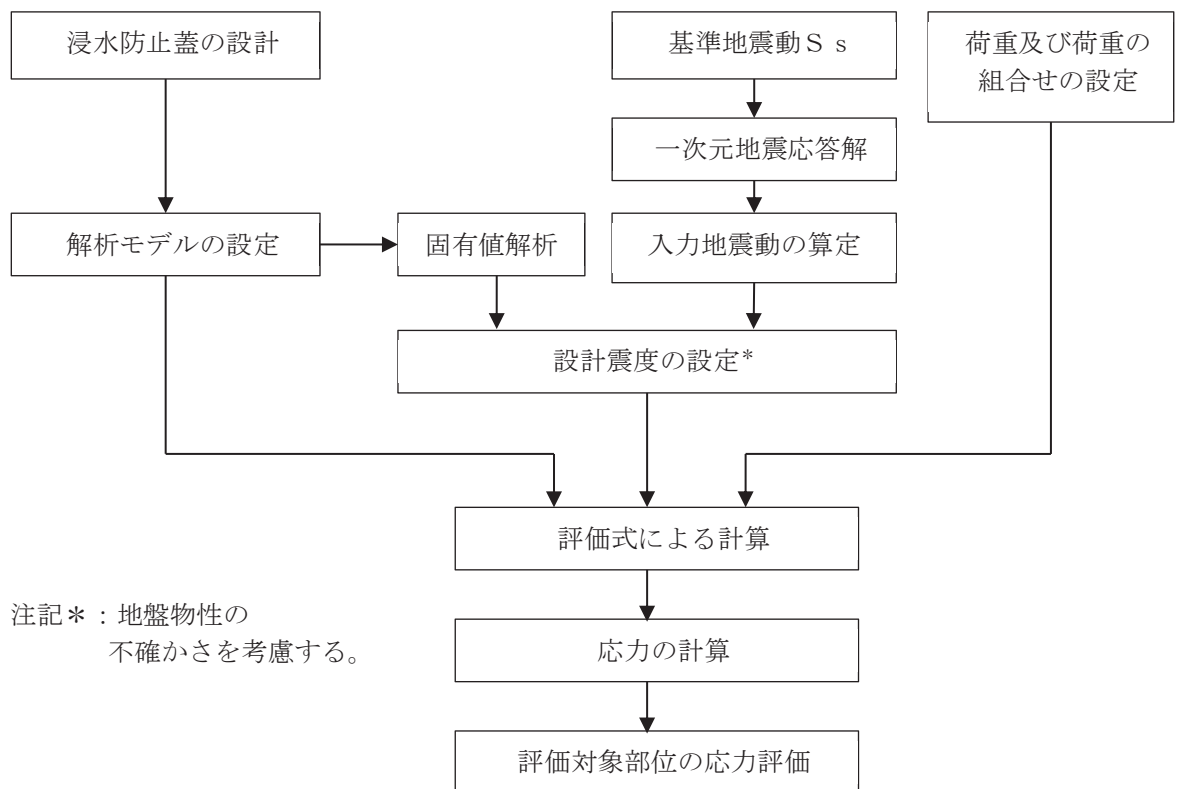 浸水防止蓋の設計
基準地震動Ｓｓ
荷重及び荷重の
組合せの設定
一次元地震応答解
解析モデルの設定
固有値解析
入力地震動の算定
設計震度の設定*
評価式による計算
注記＊：地盤物性の
不確かさを考慮する。
応力の計算
評価対象部位の応力評価